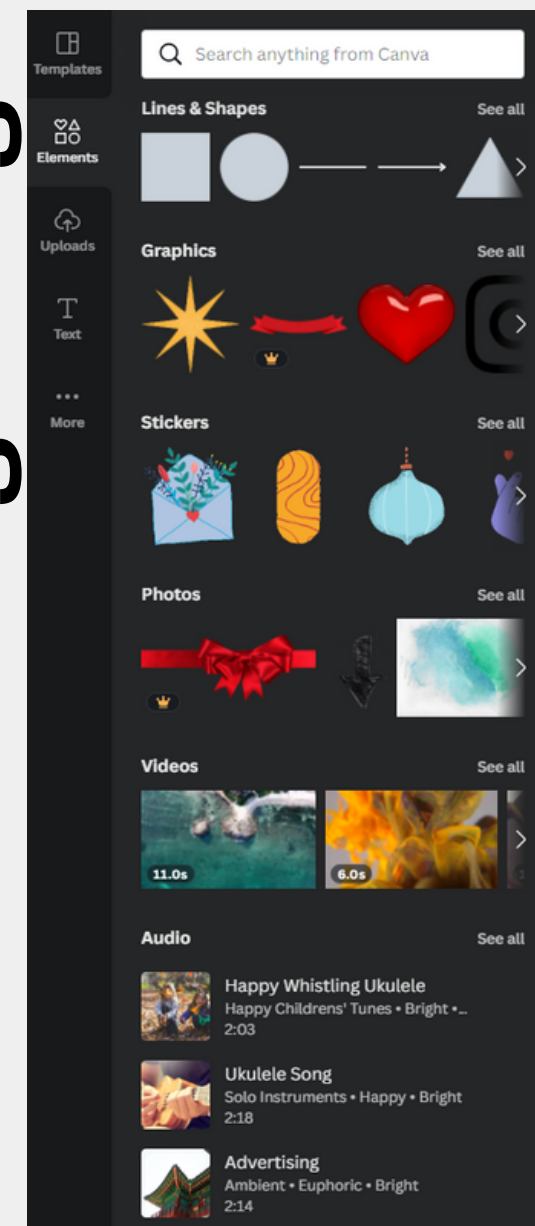 Templates
Elements
Uploads
Text
More
Search anything from Canva
Lines & Shapes See all
Graphics See all
Stickers See all
Photos See all
Videos See all
11.0s
6.0s
Audio See all
Happy Whistling Ukulele
Happy Childrens' Tunes • Bright •...
2:03
Ukulele Song
Solo Instruments • Happy • Bright
2:18
Advertising
Ambient • Euphoric • Bright
2:14